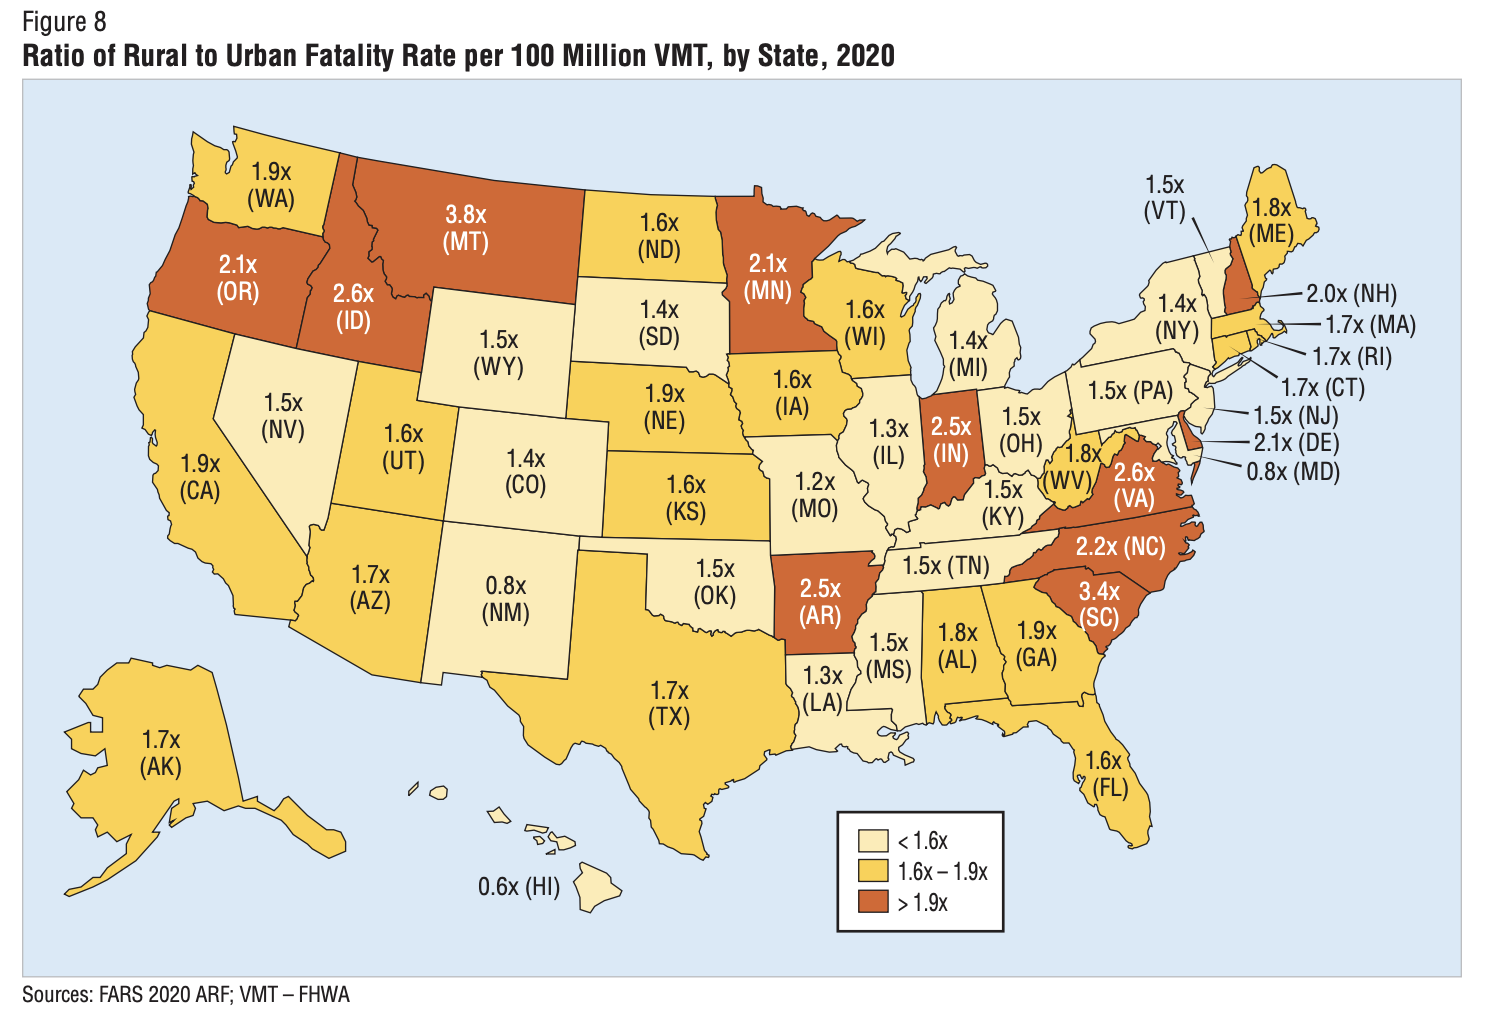 Figure 8
Ratio of Rural to Urban Fatality Rate per 100 Million VMT, by State, 2020
1.9x
(WA)
3.8x
(MT)
1.6x
(ND)
2.1x
(MN)
1.5x
(VT)
1.8x
(ME)
2.1x
(OR)
2.6x
(ID)
1.5x
(WY)
1.4x
(SD)
1.6x
(WI)
1.4x
(MI)
1.4x
(NY)
2.0x (NH)
1.7x (MA)
1.7x (RI)
1.7x (CT)
1.5x (NJ)
2.1x (DE)
0.8x (MD)
1.5x
(NV)
1.6x
(UT)
1.9x
(CA)
1.4x
(CO)
1.9x
(NE)
1.6x
(KS)
1.6x
(IA)
1.2x
(MO)
1.3x
(IL)
2.5x
(IN)
1.5x
(OH)
1.5x (PA)
1.8x
(WV)
2.6x
(VA)
1.5x
(KY)
2.2x (NC)
1.5x (TN)
3.4x
(SC)
1.7x
(AZ)
0.8x
(NM)
1.5x
(OK)
2.5x
(AR)
1.5x
(MS)
1.8x
(AL)
1.9x
(GA)
1.3x
(LA)
1.7x
(TX)
1.6x
(FL)
1.7x
(AK)
0.6x (HI)
< 1.6x
1.6x – 1.9x
> 1.9x
Sources: FARS 2020 ARF; VMT – FHWA